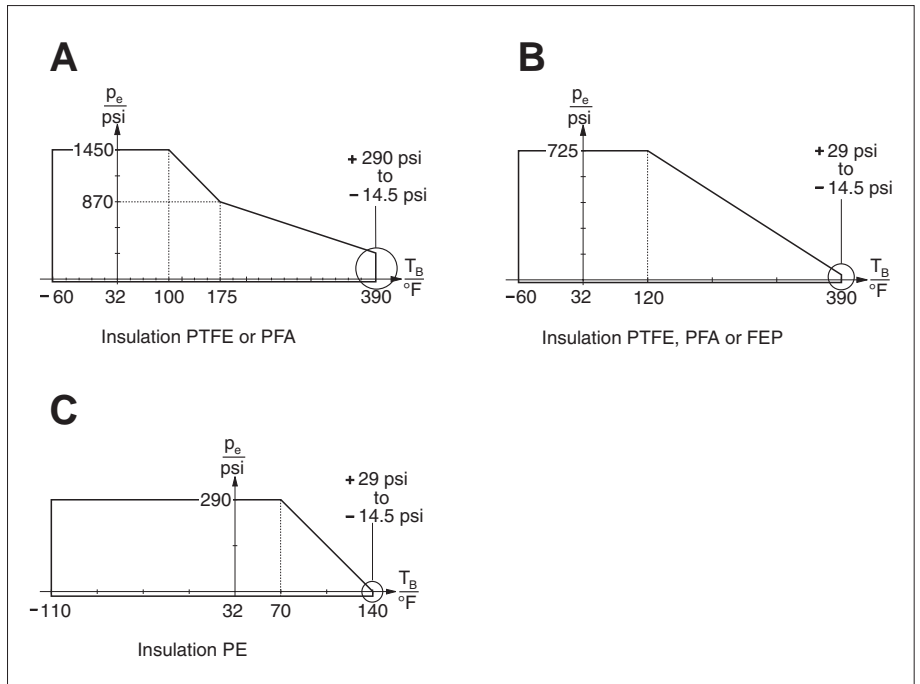 A
p_e
psi
1450
870
+ 290 psi
to
– 14.5 psi
T_B
°F
–60 32 100 175 390
Insulation PTFE or PFA
B
p_e
psi
725
+ 29 psi
to
– 14.5 psi
T_B
°F
–60 32 120 390
Insulation PTFE, PFA or FEP
C
p_e
psi
290
+ 29 psi
to
– 14.5 psi
T_B
°F
–110 32 70 140
Insulation PE